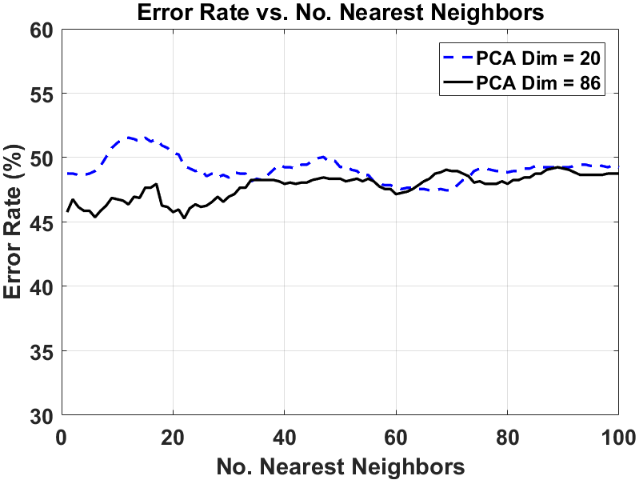 Error Rate vs. No. Nearest Neighbors
PCA Dim = 20
PCA Dim = 86
Error Rate (%)
60
55
50
45
40
35
30
0 20 40 60 80 100
No. Nearest Neighbors